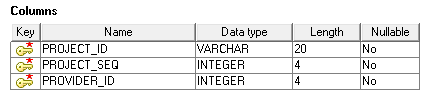 Columns
Key Name Data type Length Nullable
PROJECT_ID VARCHAR 20 No
PROJECT_SEQ INTEGER 4 No
PROVIDER_ID INTEGER 4 No